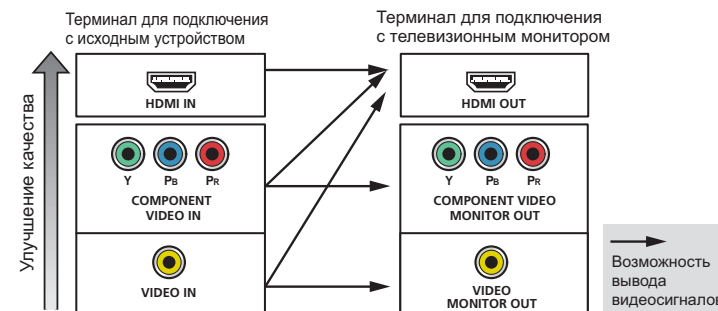 Терминал для подключения
с исходным устройством
Терминал для подключения
с телевизионным монитором
Улучшение качества
HDMI IN
HDMI OUT
Y PB PR
COMPONENT
VIDEO IN
Y PB PR
COMPONENT VIDEO
MONITOR OUT
VIDEO IN
VIDEO
MONITOR OUT
Возможность
вывода
видеосигналов